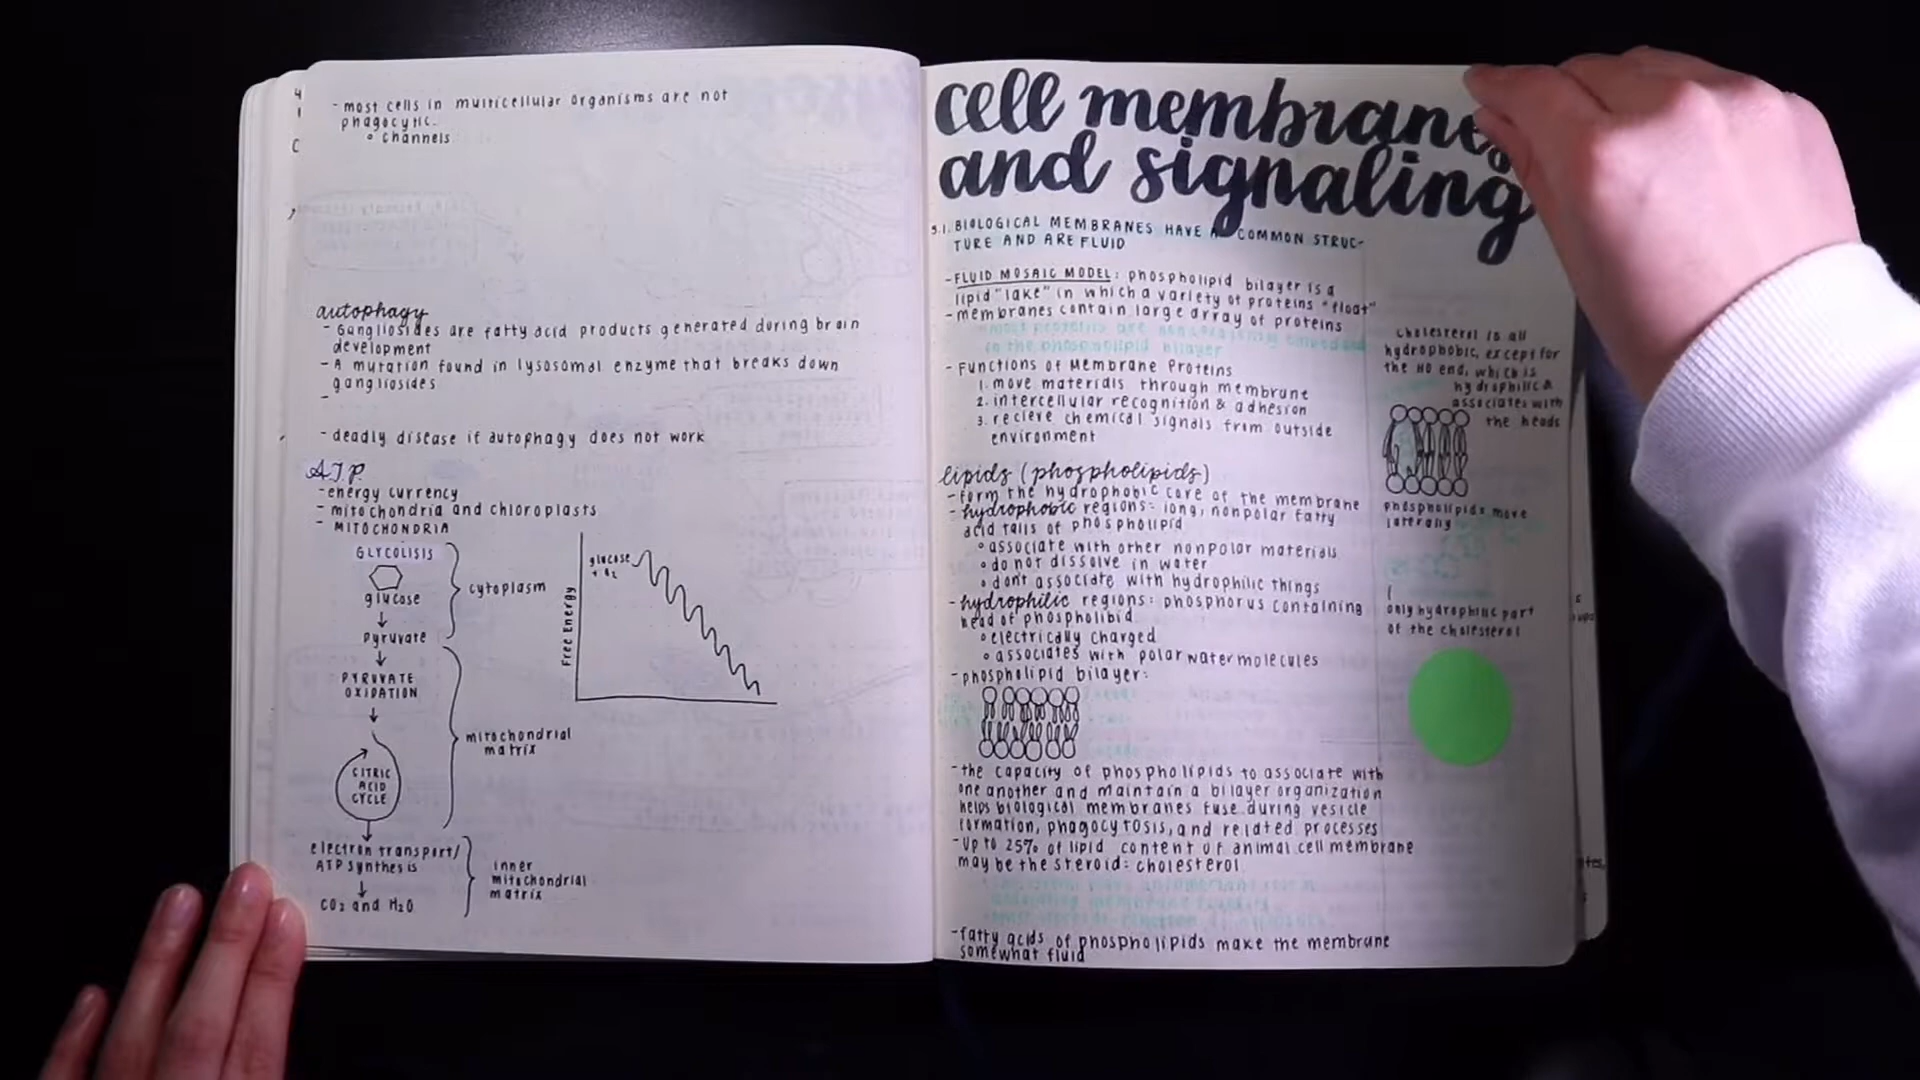 - most cells in multicellular organisms are not
phagocytic.
◦ channels
autophagy
- Gangliosides are fatty acid products generated during brain
development
- A mutation found in lysosomal enzyme that breaks down
gangliosides
-
- deadly disease if autophagy does not work
ATP
- energy currency
- mitochondria and chloroplasts
- MITOCHONDRIA
GLYCOLISIS
glucose
↓
pyruvate
cytoplasm
↓
PYRUVATE
OXIDATION
↓
CITRIC
ACID
CYCLE
mitochondrial
matrix
electron transport/
ATP synthesis
↓
CO₂ and H₂O
inner
mitochondrial
matrix
glucose
+ O₂
Free Energy
cell membranes
and signaling
5.1. BIOLOGICAL MEMBRANES HAVE A COMMON STRUC-
TURE AND ARE FLUID
- FLUID MOSAIC MODEL: phospholipid bilayer is a
lipid "lake" in which a variety of proteins "float"
- membranes contain large array of proteins
in the phospholipid bilayer
- Functions of Membrane Proteins
1. move materials through membrane
2. intercellular recognition & adhesion
3. recieve chemical signals from outside
environment
lipids (phospholipids)
- form the hydrophobic core of the membrane
- hydrophobic regions: long, nonpolar fatty
acid tails of phospholipid
◦ associate with other nonpolar materials
◦ do not dissolve in water
◦ don't associate with hydrophilic things
- hydrophilic regions: phosphorus containing
head of phospholibid
◦ electrically charged
◦ associates with polar water molecules
- phospholipid bilayer:
- the capacity of phospholipids to associate with
one another and maintain a bilayer organization
helps biological membranes fuse during vesicle
formation, phagocytosis, and related processes
- Up to 25% of lipid content of animal cell membrane
may be the steroid: cholesterol
- fatty acids of phospholipids make the membrane
somewhat fluid
cholesterol is all
hydrophobic, except for
the HO end, which is
hydrophilic &
associates with
the heads
phospholipids move
laterally
only hydrophilic part
of the cholesterol